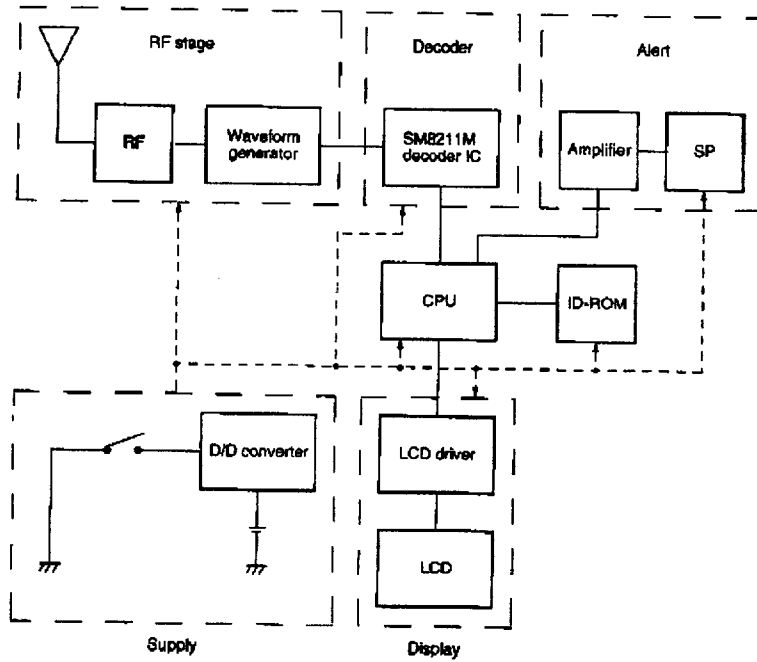 RF stage
Decoder
Alert
RF
Waveform
generator
SM8211M
decoder IC
Amplifier
SP
CPU
ID-ROM
D/D converter
LCD driver
LCD
Supply
Display